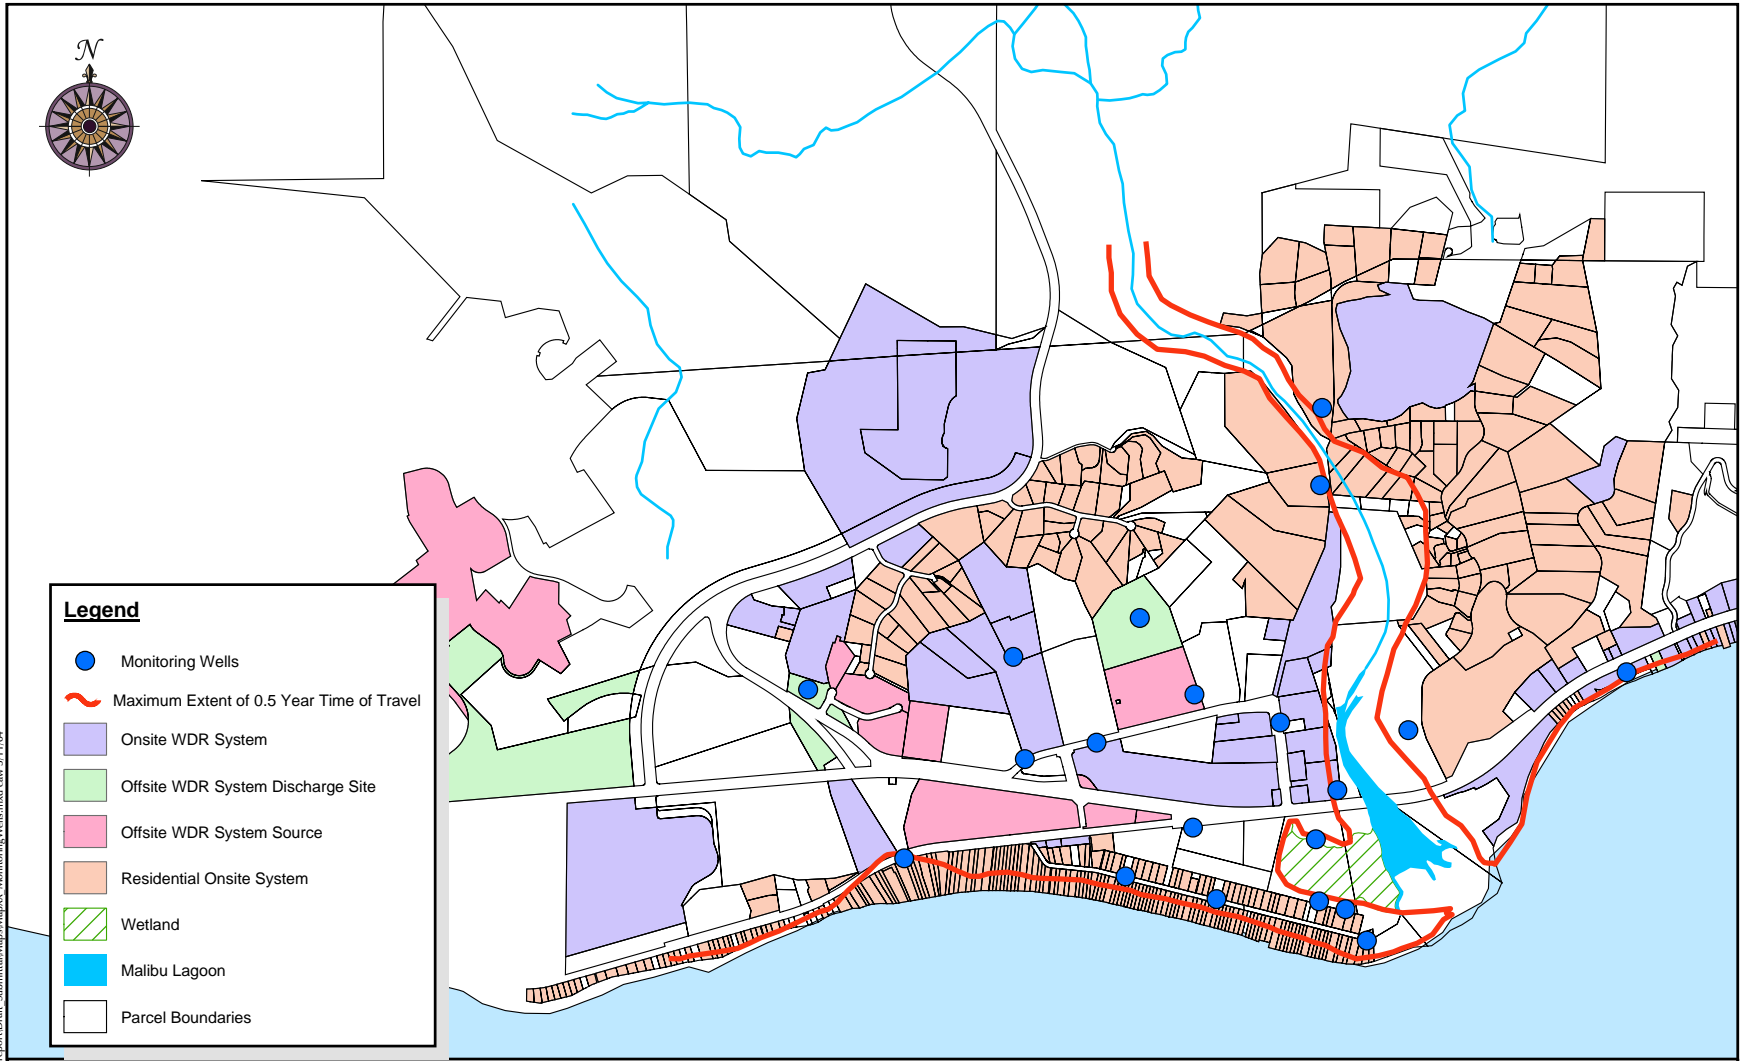 N
Legend
Monitoring Wells
Maximum Extent of 0.5 Year Time of Travel
Onsite WDR System
Offsite WDR System Discharge Site
Offsite WDR System Source
Residential Onsite System
Wetland
Malibu Lagoon
Parcel Boundaries